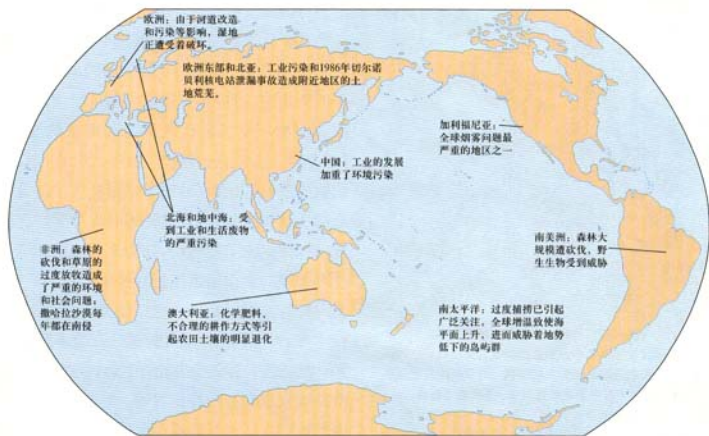 欧洲：由于河道改造
和污染等影响，湿地
正遭受着破坏。
欧洲东部和北亚：工业污染和1986年切尔诺
贝利核电站泄漏事故造成附近地区的土
地荒芜。
加利福尼亚：
全球烟雾问题最
严重的地区之一
中国：工业的发展
加重了环境污染
北海和地中海：受
到工业和生活废物
的严重污染
非洲：森林的
砍伐和草原的
过度放牧造成
了严重的环境
和社会问题；
撒哈拉沙漠每
年都在南侵
南美洲：森林大
规模遭砍伐，野
生生物受到威胁
澳大利亚：化学肥料，
不合理的耕作方式等引
起农田土壤的明显退化
南太平洋：过度捕捞已引起
广泛关注，全球增温致使海
平面上升，进而威胁着地势
低下的岛屿群